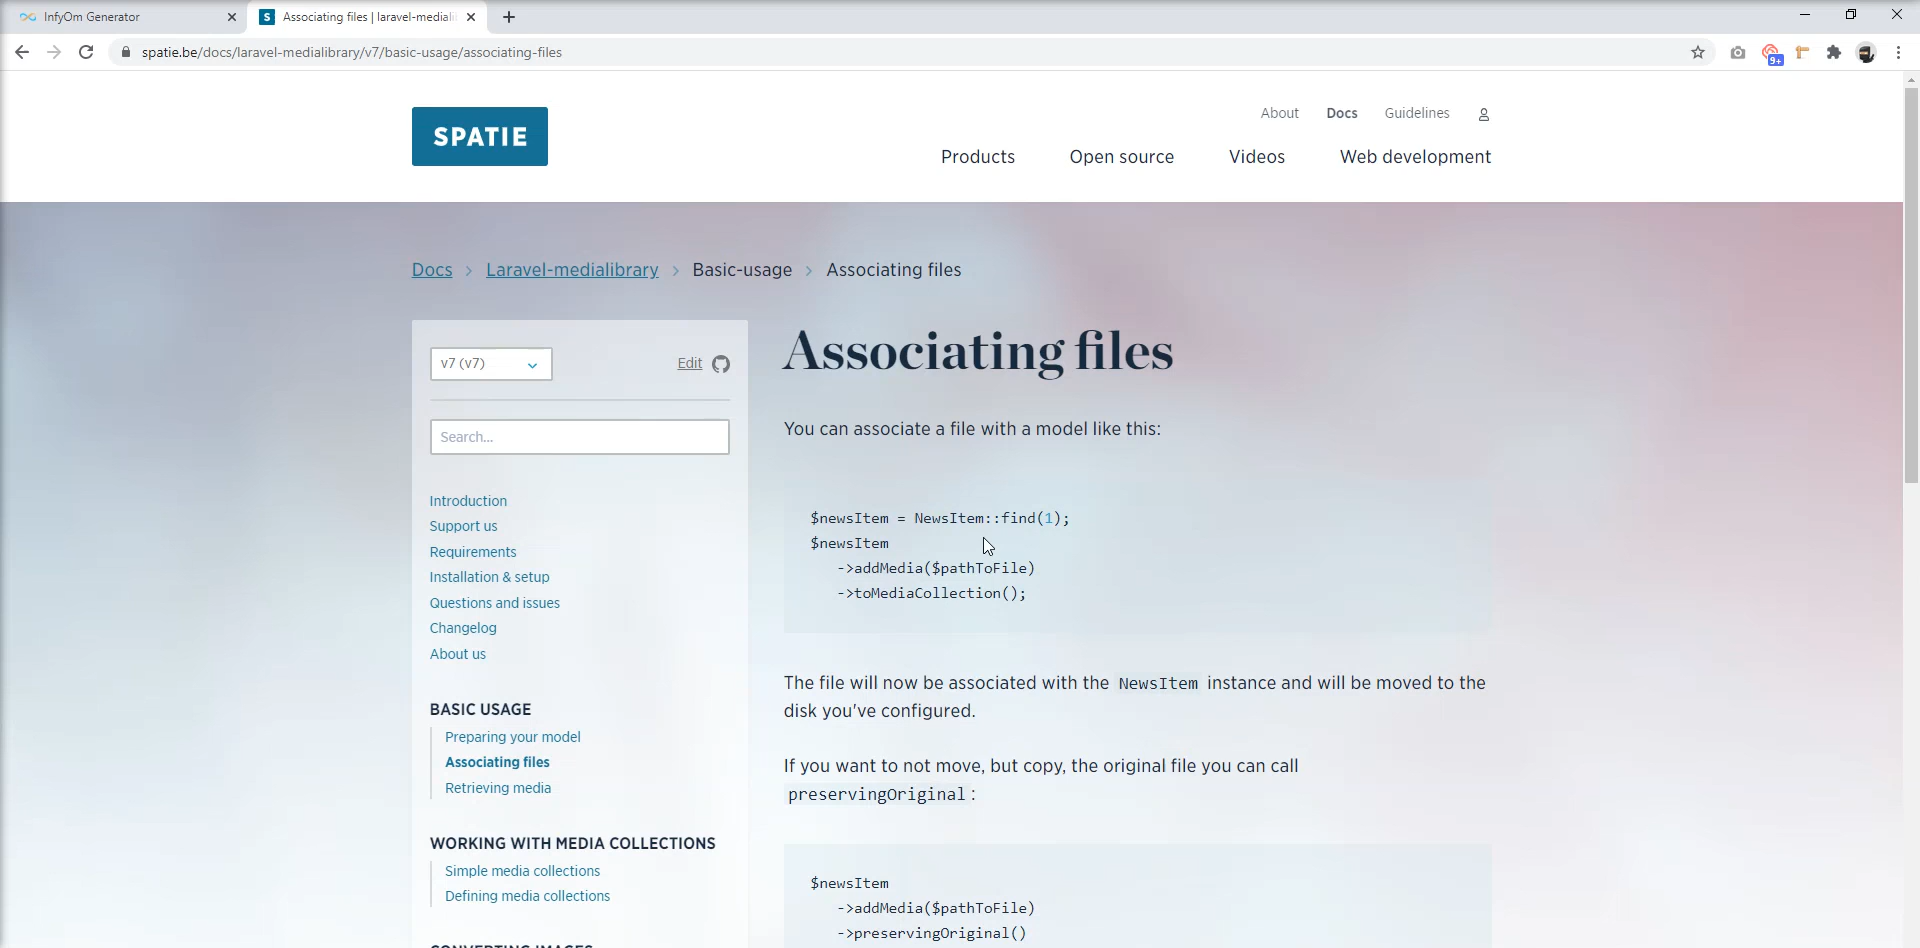 InfyOm Generator
Associating files | laravel-mediali
spatie.be/docs/laravel-medialibrary/v7/basic-usage/associating-files
9+
SPATIE
About Docs Guidelines
Products Open source Videos Web development
Docs > Laravel-medialibrary > Basic-usage > Associating files
v7 (v7)
Edit
Search...
Introduction
Support us
Requirements
Installation & setup
Questions and issues
Changelog
About us
BASIC USAGE
Preparing your model
Associating files
Retrieving media
WORKING WITH MEDIA COLLECTIONS
Simple media collections
Defining media collections
CONVERTING IMAGES
Associating files
You can associate a file with a model like this:
$newsItem = NewsItem::find(1);
$newsItem
->addMedia($pathToFile)
->toMediaCollection();
The file will now be associated with the NewsItem instance and will be moved to the
disk you've configured.
If you want to not move, but copy, the original file you can call
preservingOriginal:
$newsItem
->addMedia($pathToFile)
->preservingOriginal()